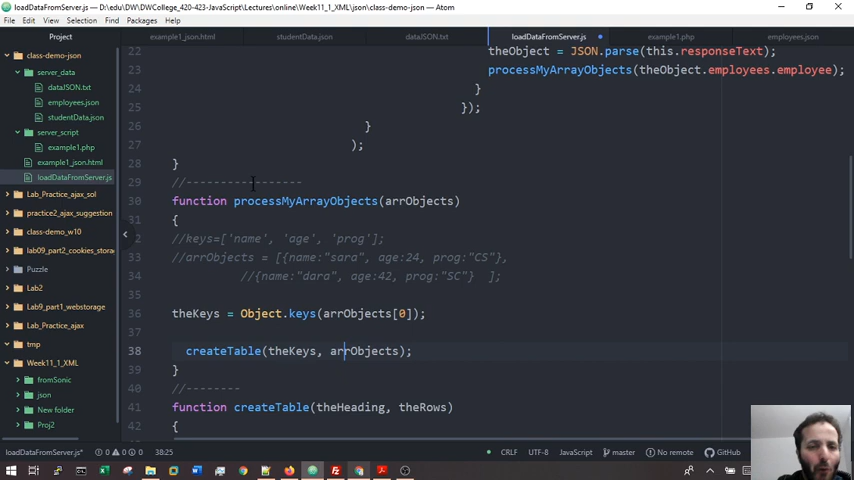 loadDataFromServer.js — D:\edu\DW\DWCollege_420-423-JavaScript\Lectures\online\Week11_1_XML\json\class-demo-json — Atom
File Edit View Selection Find Packages Help
Project
example1_json.html
studentData.json
dataJSON.txt
loadDataFromServer.js
example1.php
employees.json
class-demo-json
server_data
dataJSON.txt
employees.json
studentData.json
server_script
example1.php
example1_json.html
loadDataFromServer.js
Lab_Practice_ajax_sol
practice2_ajax_suggestion
class-demo_w10
lab09_part2_cookies_stora
Puzzle
Lab2
Lab9_part1_webstorage
Lab_Practice_ajax
tmp
Week11_1_XML
fromSonic
json
New folder
Proj2
22 theObject = JSON.parse(this.responseText);
23 processMyArrayObjects(theObject.employees.employee);
24 }
25 });
26 }
27 );
28 }
29 //-----------------
30 function processMyArrayObjects(arrObjects)
31 {
2 //keys=['name', 'age', 'prog'];
33 //arrObjects = [{name:"sara", age:24, prog:"CS"},
34 //{name:"dara", age:42, prog:"SC"} ];
35
36 theKeys = Object.keys(arrObjects[0]);
37
38 createTable(theKeys, arrObjects);
39 }
40 //--------
41 function createTable(theHeading, theRows)
42 {
loadDataFromServer.js* 0 0 0 38:25 CRLF UTF-8 JavaScript master No remote GitHub